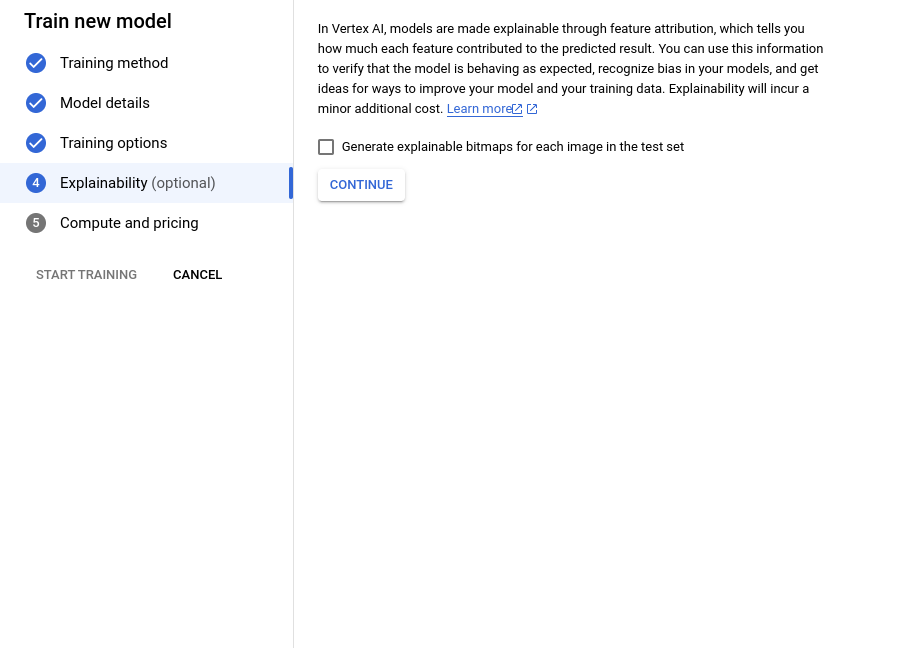 Train new model
Training method
Model details
Training options
4 Explainability (optional)
5 Compute and pricing
START TRAINING CANCEL
In Vertex AI, models are made explainable through feature attribution, which tells you
how much each feature contributed to the predicted result. You can use this information
to verify that the model is behaving as expected, recognize bias in your models, and get
ideas for ways to improve your model and your training data. Explainability will incur a
minor additional cost. Learn more
Generate explainable bitmaps for each image in the test set
CONTINUE